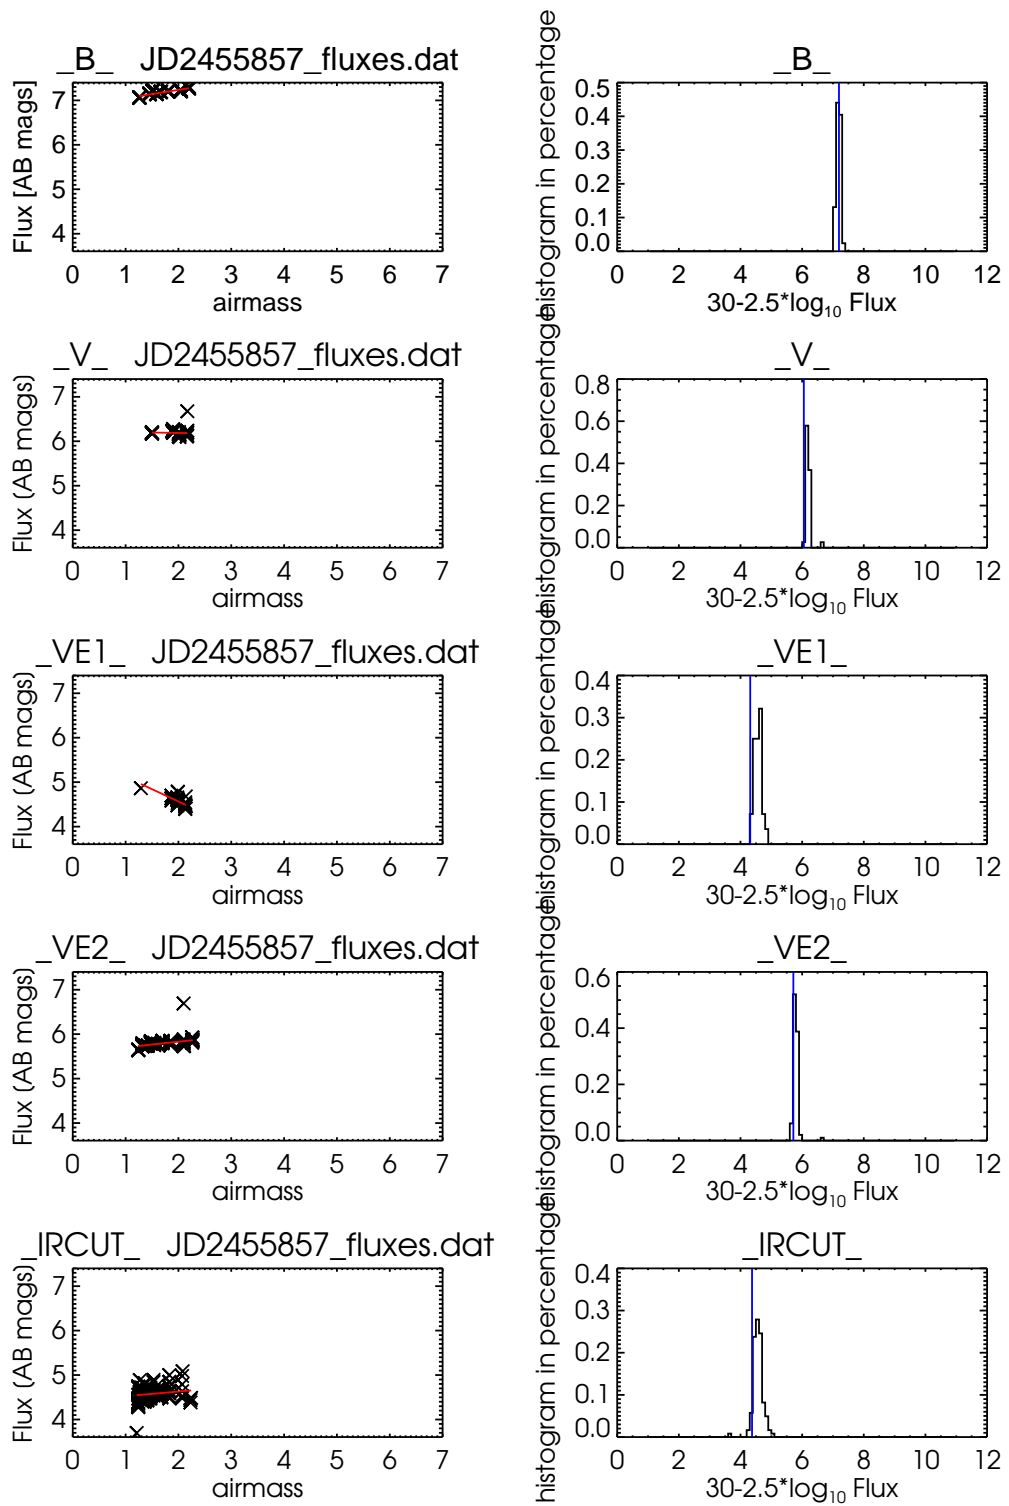 _B_ JD2455857_fluxes.dat
Flux [AB mags]
7
6
5
4
0 1 2 3 4 5 6 7
airmass
_B_
histogram in percentage
0.5
0.4
0.3
0.2
0.1
0.0
0 2 4 6 8 10 12
30-2.5*log10 Flux
_V_ JD2455857_fluxes.dat
Flux (AB mags)
7
6
5
4
0 1 2 3 4 5 6 7
airmass
_V_
histogram in percentage
0.8
0.6
0.4
0.2
0.0
0 2 4 6 8 10 12
30-2.5*log10 Flux
_VE1_ JD2455857_fluxes.dat
Flux (AB mags)
7
6
5
4
0 1 2 3 4 5 6 7
airmass
_VE1_
histogram in percentage
0.4
0.3
0.2
0.1
0.0
0 2 4 6 8 10 12
30-2.5*log10 Flux
_VE2_ JD2455857_fluxes.dat
Flux (AB mags)
7
6
5
4
0 1 2 3 4 5 6 7
airmass
_VE2_
histogram in percentage
0.6
0.4
0.2
0.0
0 2 4 6 8 10 12
30-2.5*log10 Flux
_IRCUT_ JD2455857_fluxes.dat
Flux (AB mags)
7
6
5
4
0 1 2 3 4 5 6 7
airmass
_IRCUT_
histogram in percentage
0.4
0.3
0.2
0.1
0.0
0 2 4 6 8 10 12
30-2.5*log10 Flux